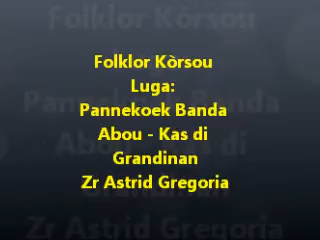 Folklor Kòrsou
Luga:
Pannekoek Banda
Abou - Kas di
Grandinan
Zr Astrid Gregoria